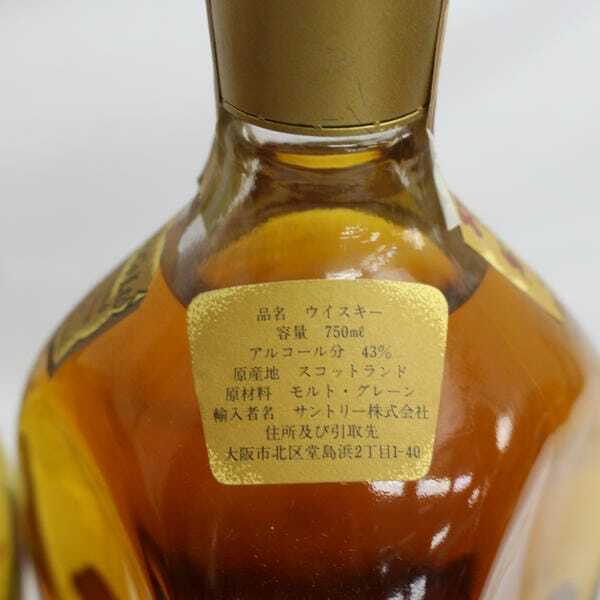 品名 ウイスキー
容量 750mℓ
アルコール分 43%
原産地 スコットランド
原材料 モルト・グレーン
輸入者名 サントリー株式会社
住所及び引取先
大阪市北区堂島浜2丁目1-40